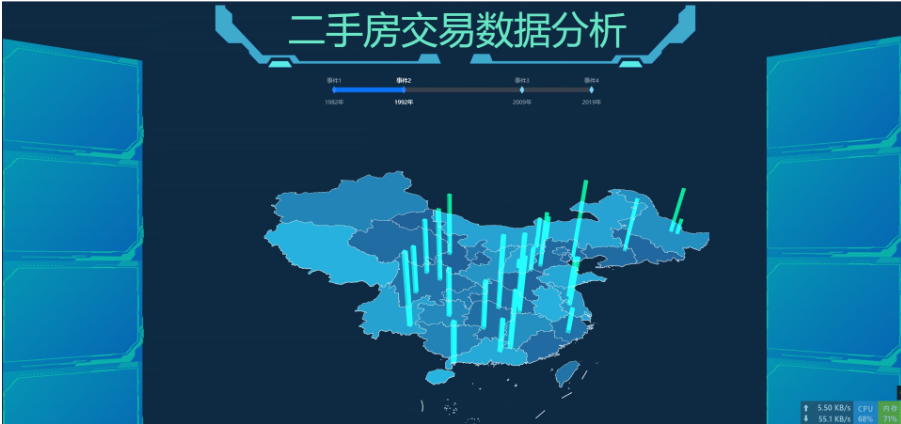 二手房交易数据分析
事件1 事件2 事件3 事件4
1982年 1992年 2009年 2019年
5.50 KB/s CPU 内存
55.1 KB/s 68% 71%